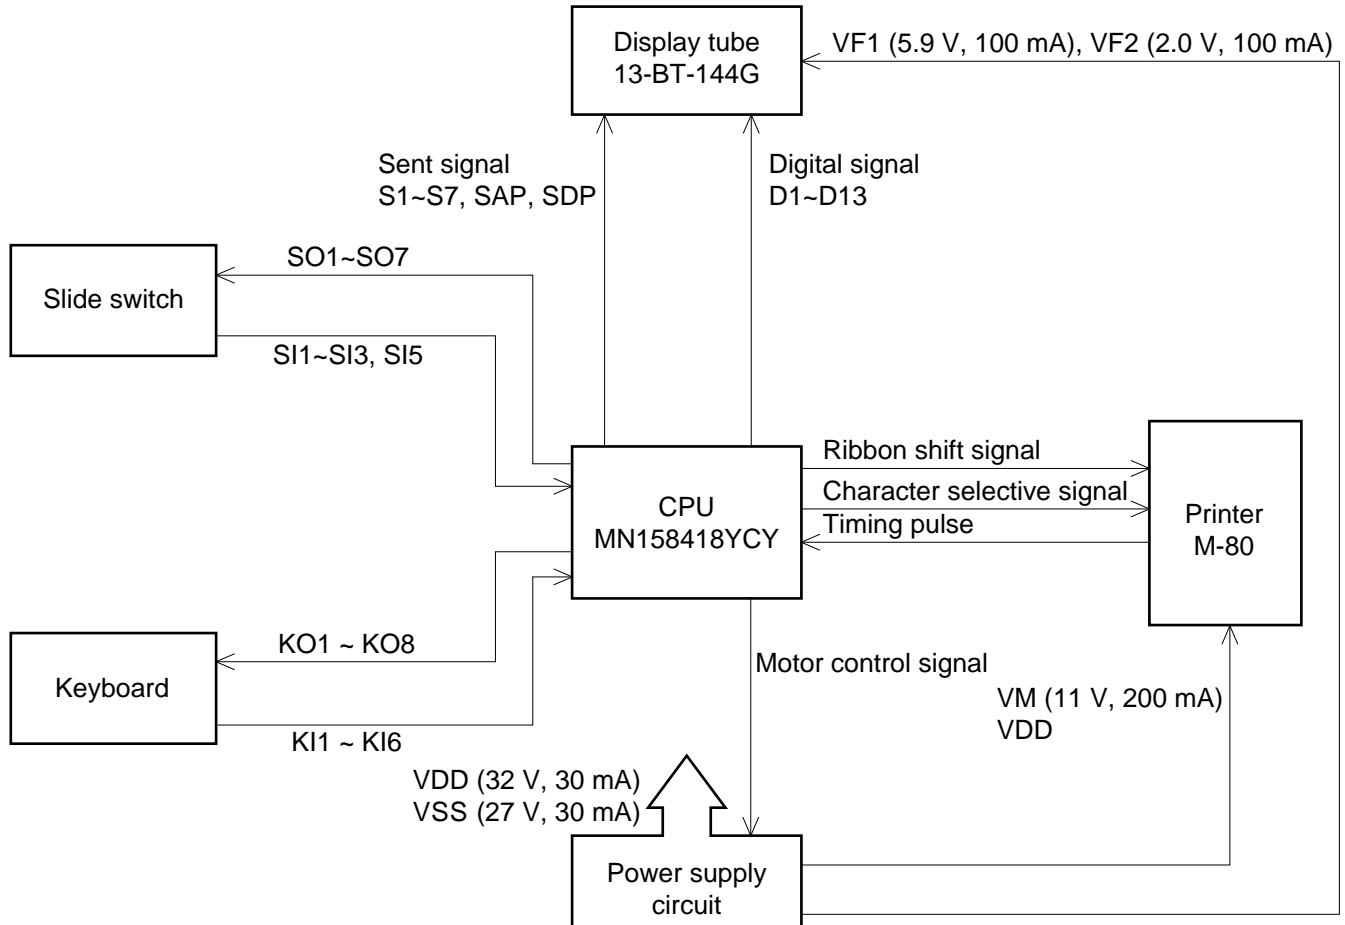 Display tube
13-BT-144G
VF1 (5.9 V, 100 mA), VF2 (2.0 V, 100 mA)
Sent signal
S1~S7, SAP, SDP
Digital signal
D1~D13
SO1~SO7
Slide switch
SI1~SI3, SI5
CPU
MN158418YCY
Ribbon shift signal
Character selective signal
Timing pulse
Printer
M-80
KO1 ~ KO8
Keyboard
KI1 ~ KI6
Motor control signal
VM (11 V, 200 mA)
VDD
VDD (32 V, 30 mA)
VSS (27 V, 30 mA)
Power supply
circuit